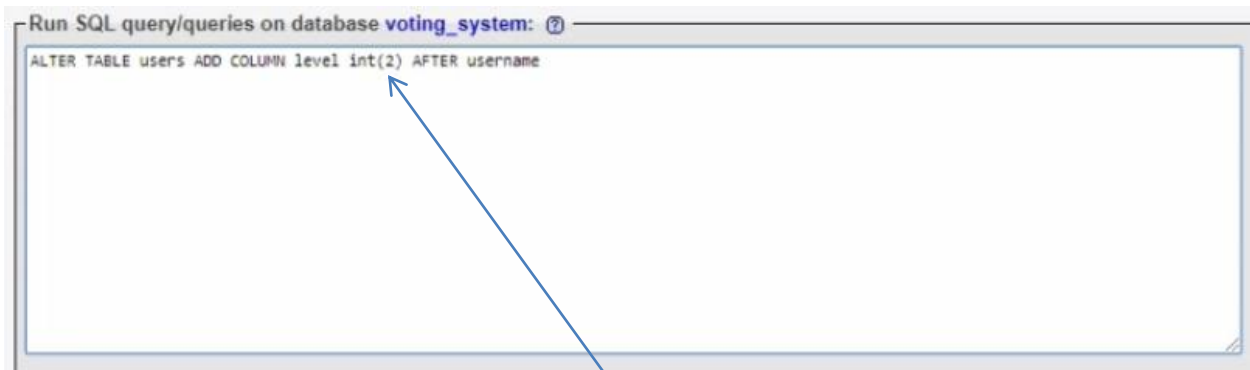 Run SQL query/queries on database voting_system:
ALTER TABLE users ADD COLUMN level int(2) AFTER username